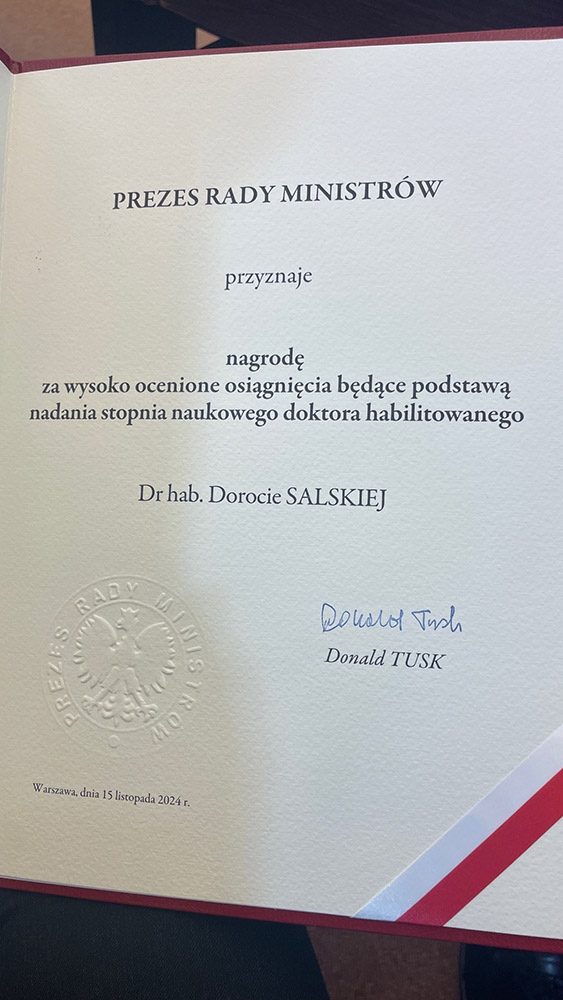 PREZES RADY MINISTRÓW
przyznaje
nagrodę
za wysoko ocenione osiągnięcia będące podstawą
nadania stopnia naukowego doktora habilitowanego
Dr hab. Dorocie SALSKIEJ
Donald Tusk
Donald TUSK
PREZES RADY MINISTRÓW
Warszawa, dnia 15 listopada 2024 r.